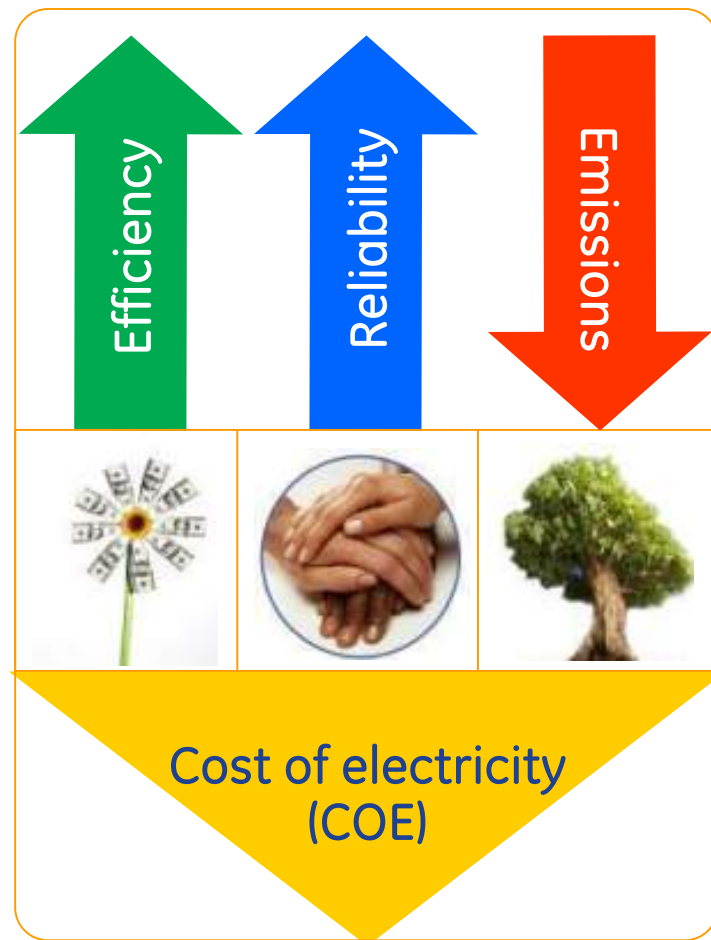 Efficiency
Reliability
Emissions
Cost of electricity
(COE)